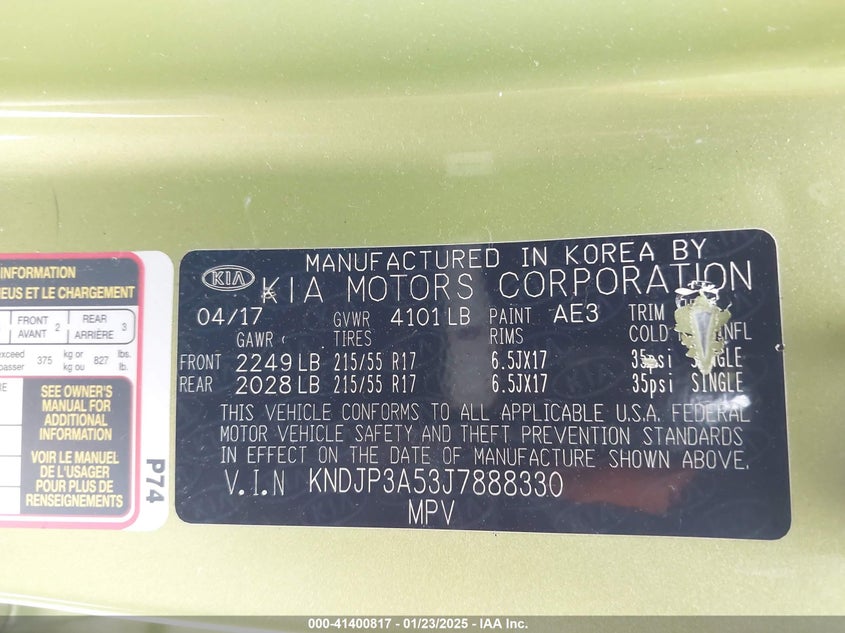 INFORMATION
NEUS ET LE CHARGEMENT
FRONT
AVANT 2
REAR
ARRIÈRE 3
exceed
passer
375 kg or
kg ou
827 lbs.
lb.
SEE OWNER'S
MANUAL FOR
ADDITIONAL
INFORMATION
VOIR LE MANUEL
DE L'USAGER
POUR PLUS DE
RENSEIGNEMENTS
P74
MANUFACTURED IN KOREA BY
KIA KIA MOTORS CORPORATION
04/17 GVWR 4101 LB PAINT AE3 TRIM
GAWR TIRES RIMS COLD INFL
FRONT 2249 LB 215/55 R17 6.5JX17 35psi SINGLE
REAR 2028 LB 215/55 R17 6.5JX17 35psi SINGLE
THIS VEHICLE CONFORMS TO ALL APPLICABLE U.S.A. FEDERAL
MOTOR VEHICLE SAFETY AND THEFT PREVENTION STANDARDS
IN EFFECT ON THE DATE OF MANUFACTURE SHOWN ABOVE.
V.I.N KNDJP3A53J7888330
MPV
000-41400817 - 01/23/2025 - IAA Inc.